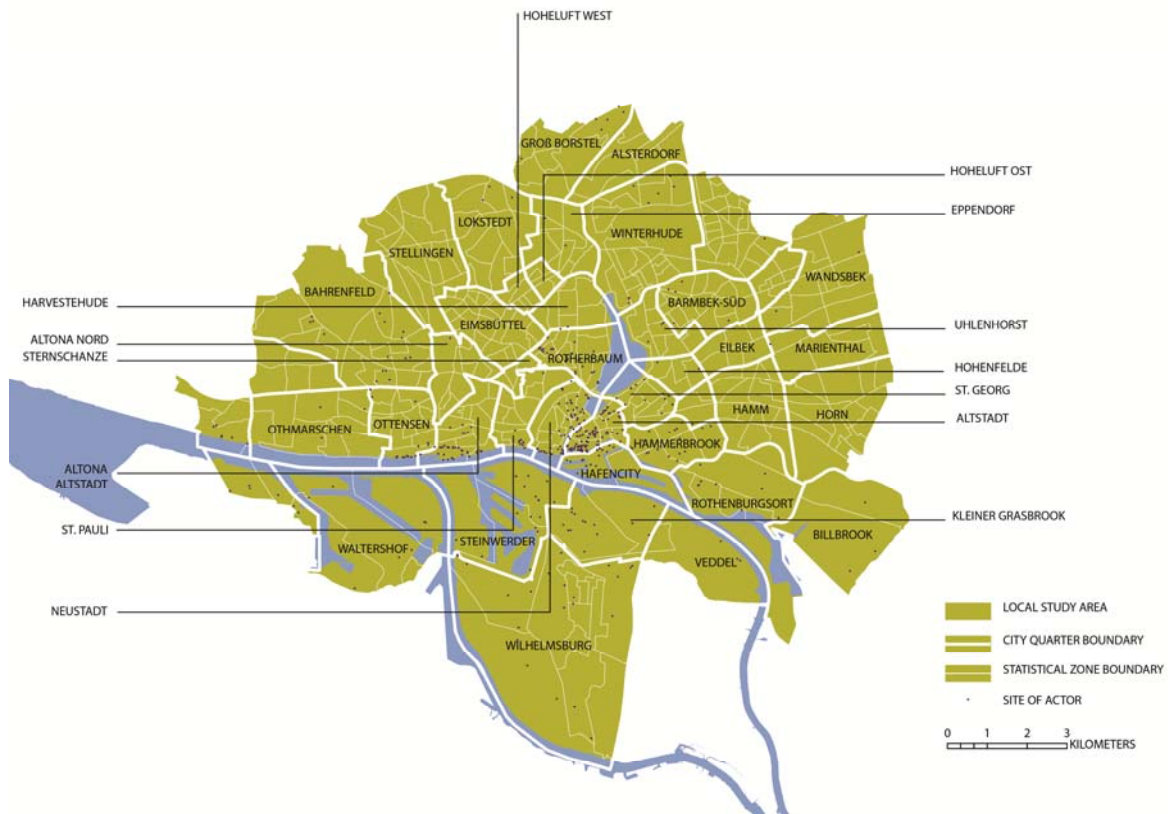 HOHELUFT WEST
GROß BORSTEL
ALSTERDORF
HOHELUFT OST
EPPENDORF
LOKSTEDT
WINTERHUDE
STELLINGEN
WANDSBEK
BAHRENFELD
HARVESTEHUDE
BARMBEK-SÜD
EIMSBÜTTEL
UHLENHORST
ALTONA NORD
STERNSCHANZE
ROTHERBAUM
EILBEK
MARIENTHAL
HOHENFELDE
ST. GEORG
HAMM
HORN
ALTSTADT
OTTENSEN
OTHMARSCHEN
HAMMERBROOK
ALTONA
ALTSTADT
HAFENCITY
ROTHENBURGSORT
KLEINER GRASBROOK
ST. PAULI
STEINWERDER
BILLBROOK
WALTERSHOF
VEDDEL
NEUSTADT
WILHELMSBURG
LOCAL STUDY AREA
CITY QUARTER BOUNDARY
STATISTICAL ZONE BOUNDARY
SITE OF ACTOR
0 1 2 3
KILOMETERS